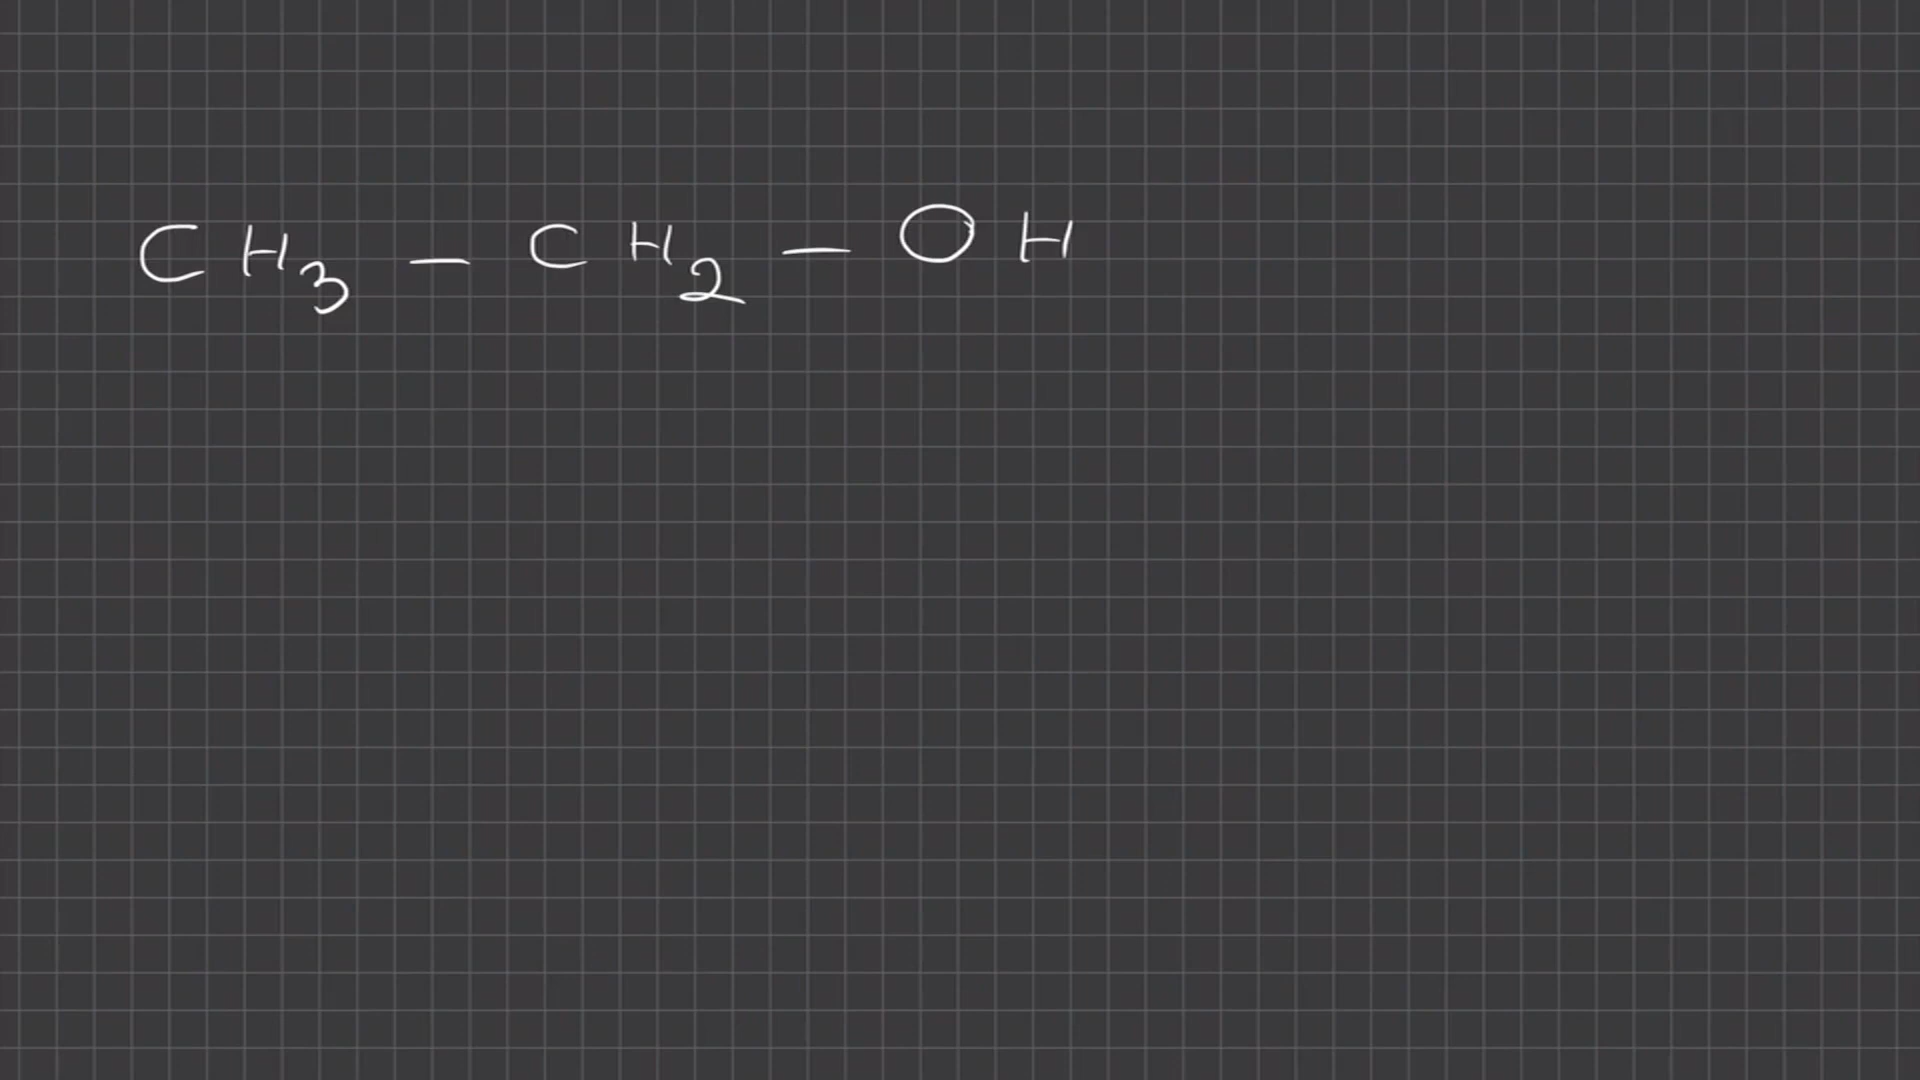 CH₃ – CH₂ – OH